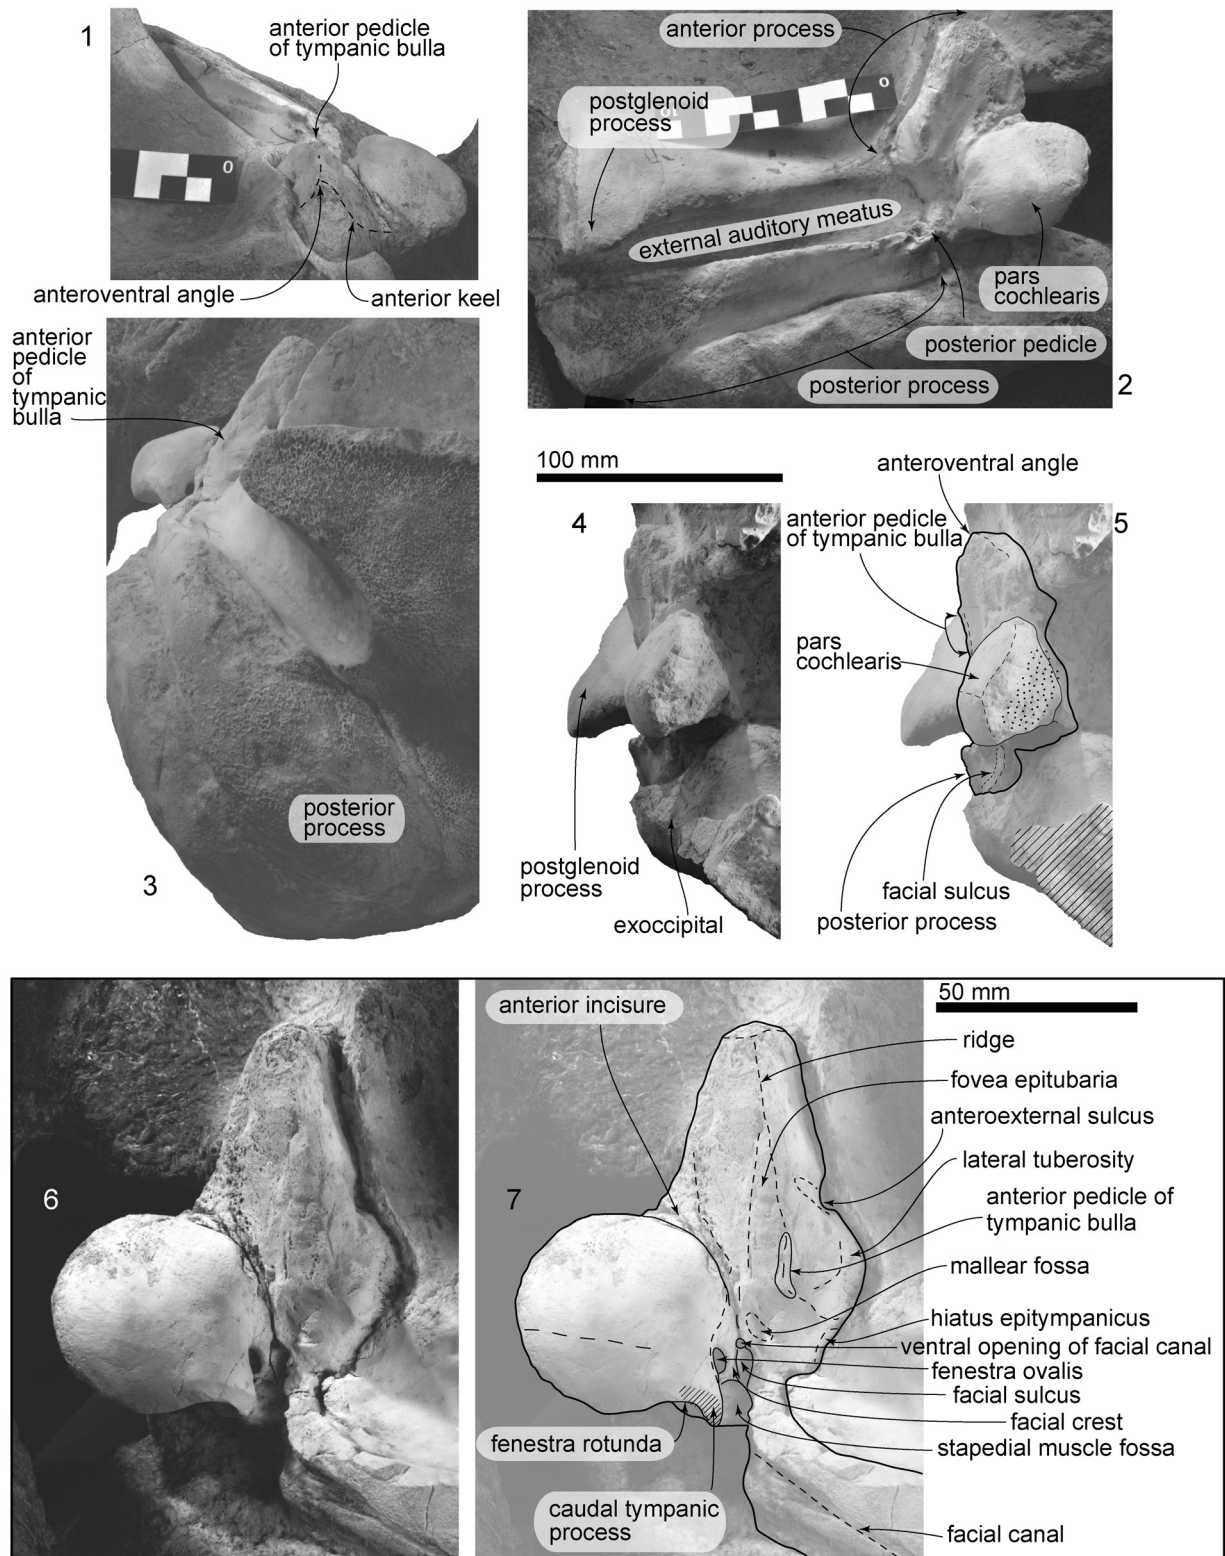 1
anterior pedicle
of tympanic bulla
0
anteroventral angle
anterior keel
anterior process
postglenoid
process
0
10
external auditory meatus
pars
cochlearis
posterior pedicle
posterior process
2
anterior
pedicle
of
tympanic
bulla
posterior
process
3
100 mm
4
postglenoid
process
exoccipital
anteroventral angle
anterior pedicle
of tympanic bulla
5
pars
cochlearis
facial sulcus
posterior process
6
anterior incisure
50 mm
ridge
fovea epitubaria
anteroexternal sulcus
lateral tuberosity
7
anterior pedicle of
tympanic bulla
mallear fossa
hiatus epitympanicus
ventral opening of facial canal
fenestra ovalis
facial sulcus
facial crest
fenestra rotunda
stapedial muscle fossa
caudal tympanic
process
facial canal